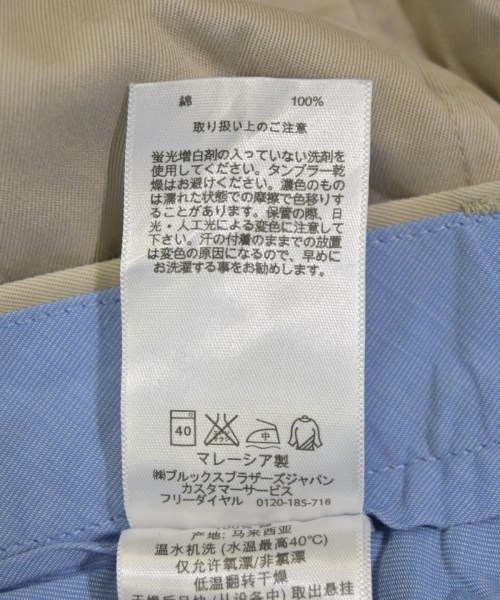 綿 100%
取り扱い上のご注意
蛍光増白剤の入っていない洗剤を
使用してください。タンブラー乾
燥はお避けください。濃色のもの
は濡れた状態での摩擦で色移りす
ることがあります。保管の際、日
光・人工光による変色に注意して
下さい。汗の付着のままでの放置
は変色の原因になるので、早めに
お洗濯する事をお勧めします。
40 中
マレーシア製
㈱ブルックスブラザーズジャパン
カスタマーサービス
フリーダイヤル 0120-185-718
产地: 马来西亚
温水机洗 (水温最高40℃)
仅允许氧漂/非氯漂
低温翻转干燥
取出悬挂